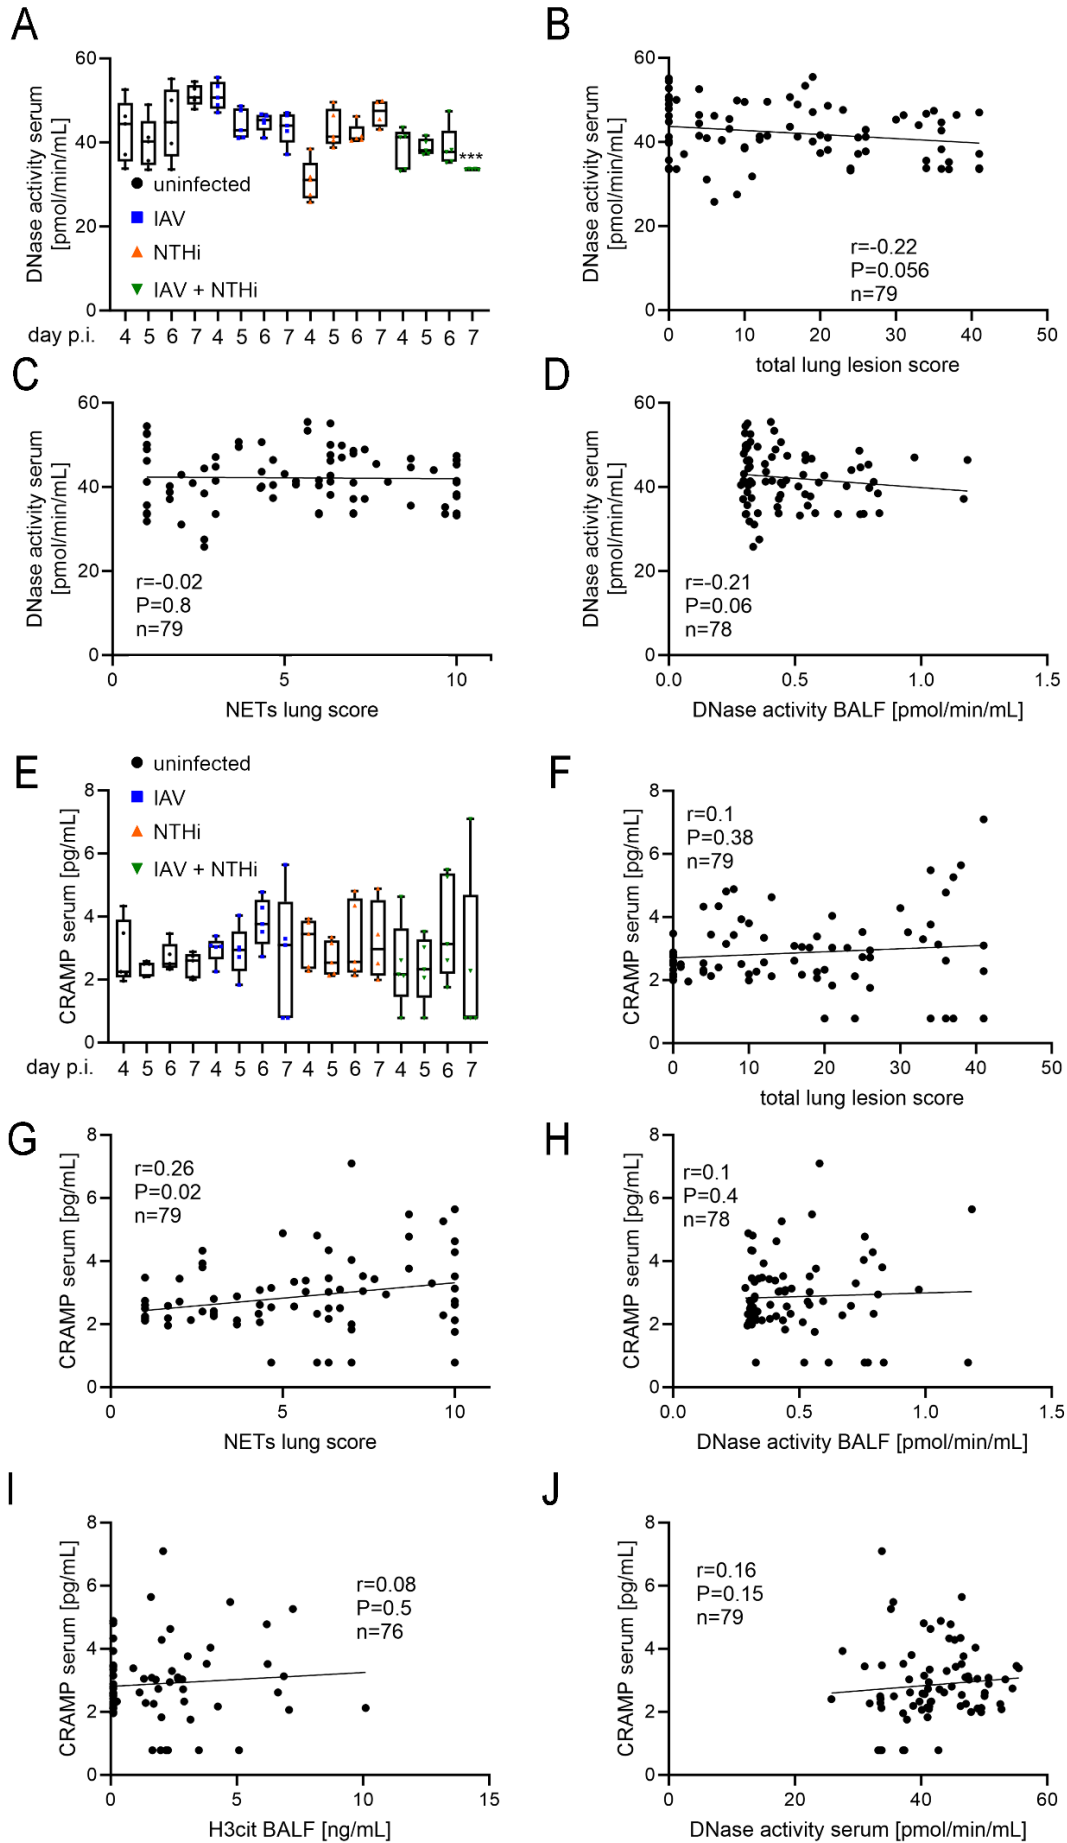 A
DNase activity serum
[pmol/min/mL]
60
40
20
0
***
uninfected
IAV
NTHi
IAV + NTHi
day p.i. 4 5 6 7 4 5 6 7 4 5 6 7 4 5 6 7
B
DNase activity serum
[pmol/min/mL]
60
40
20
0
r=-0.22
P=0.056
n=79
0 10 20 30 40 50
total lung lesion score
C
DNase activity serum
[pmol/min/mL]
60
40
20
0
r=-0.02
P=0.8
n=79
0 5 10
NETs lung score
D
DNase activity serum
[pmol/min/mL]
60
40
20
0
r=-0.21
P=0.06
n=78
0.0 0.5 1.0 1.5
DNase activity BALF [pmol/min/mL]
E
uninfected
IAV
NTHi
IAV + NTHi
CRAMP serum [pg/mL]
8
6
4
2
0
day p.i. 4 5 6 7 4 5 6 7 4 5 6 7 4 5 6 7
F
CRAMP serum [pg/mL]
8
6
4
2
0
r=0.1
P=0.38
n=79
0 10 20 30 40 50
total lung lesion score
G
CRAMP serum [pg/mL]
8
6
4
2
0
r=0.26
P=0.02
n=79
0 5 10
NETs lung score
H
CRAMP serum [pg/mL]
8
6
4
2
0
r=0.1
P=0.4
n=78
0.0 0.5 1.0 1.5
DNase activity BALF [pmol/min/mL]
I
CRAMP serum [pg/mL]
8
6
4
2
0
r=0.08
P=0.5
n=76
0 5 10 15
H3cit BALF [ng/mL]
J
CRAMP serum [pg/mL]
8
6
4
2
0
r=0.16
P=0.15
n=79
0 20 40 60
DNase activity serum [pmol/min/mL]